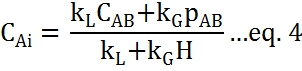 C_Ai = (k_L C_AB + k_G p_AB) / (k_L + k_G H) …eq. 4